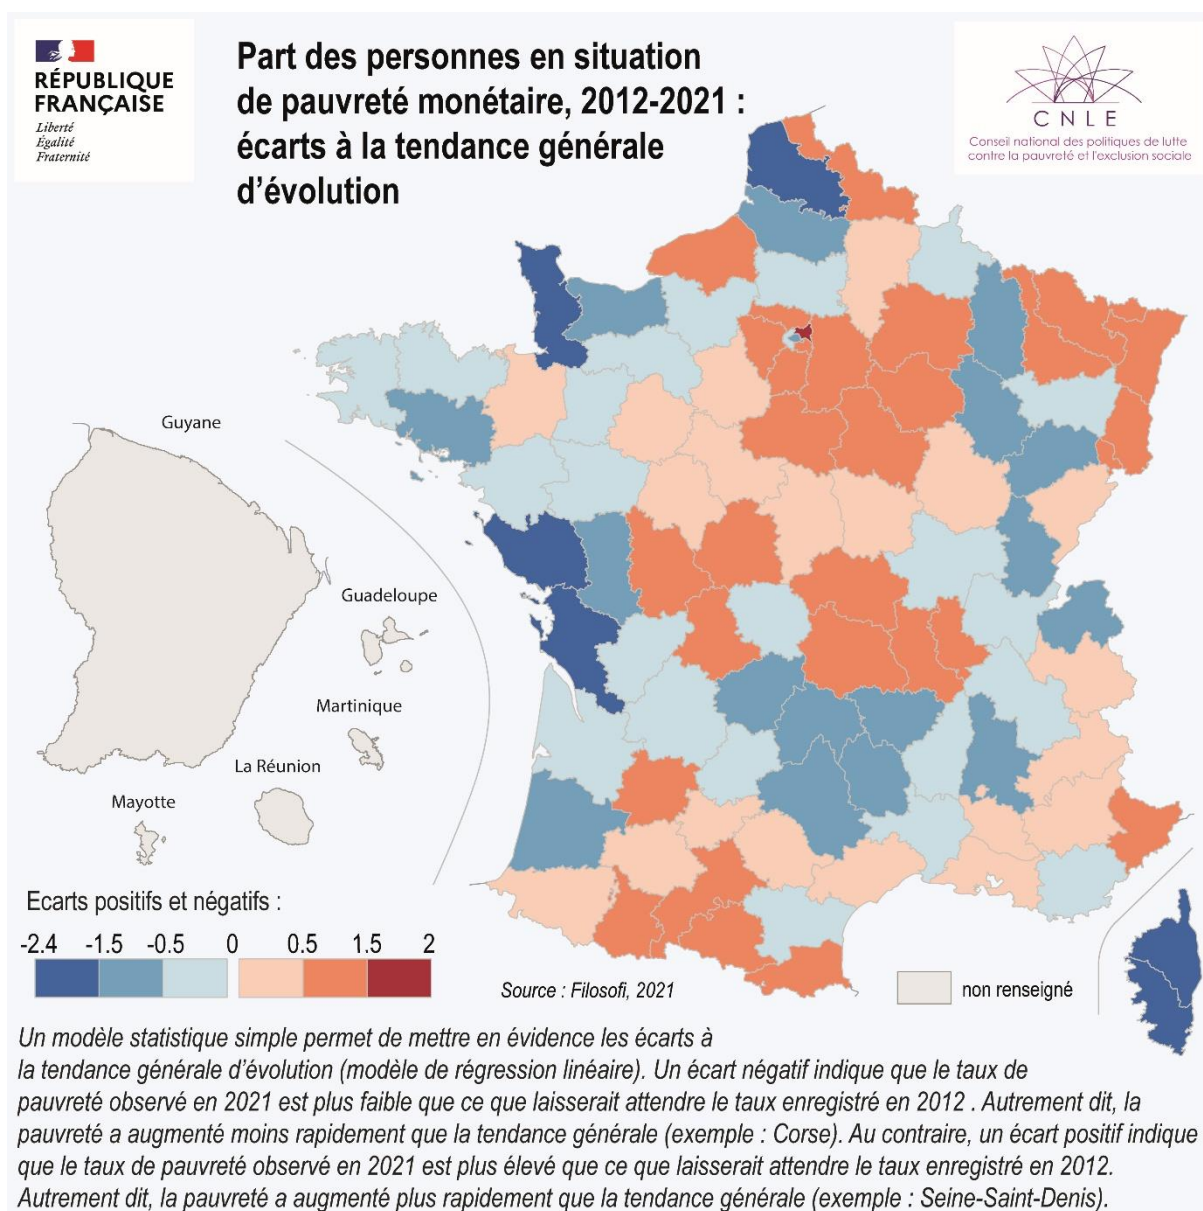 RÉPUBLIQUE
FRANÇAISE
Liberté
Égalité
Fraternité
Part des personnes en situation
de pauvreté monétaire, 2012-2021 :
écarts à la tendance générale
d'évolution
CNLE
Conseil national des politiques de lutte
contre la pauvreté et l'exclusion sociale
Guyane
Guadeloupe
Martinique
La Réunion
Mayotte
Ecarts positifs et négatifs :
-2.4 -1.5 -0.5 0 0.5 1.5 2
Source : Filosofi, 2021
non renseigné
Un modèle statistique simple permet de mettre en évidence les écarts à
la tendance générale d'évolution (modèle de régression linéaire). Un écart négatif indique que le taux de
pauvreté observé en 2021 est plus faible que ce que laisserait attendre le taux enregistré en 2012 . Autrement dit, la
pauvreté a augmenté moins rapidement que la tendance générale (exemple : Corse). Au contraire, un écart positif indique
que le taux de pauvreté observé en 2021 est plus élevé que ce que laisserait attendre le taux enregistré en 2012.
Autrement dit, la pauvreté a augmenté plus rapidement que la tendance générale (exemple : Seine-Saint-Denis).